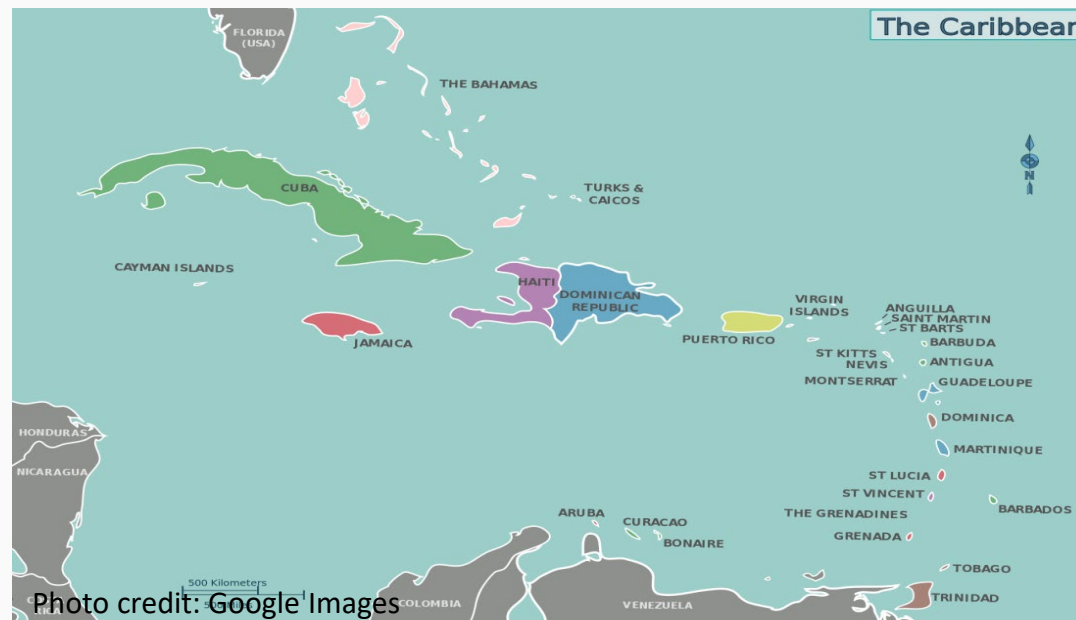 The Caribbean
FLORIDA
(USA)
THE BAHAMAS
N
CUBA
TURKS &
CAICOS
CAYMAN ISLANDS
HAITI
DOMINICAN
REPUBLIC
JAMAICA
PUERTO RICO
VIRGIN
ISLANDS
ANGUILLA
SAINT MARTIN
ST BARTS
BARBUDA
ST KITTS
NEVIS
ANTIGUA
MONTSERRAT
GUADELOUPE
DOMINICA
MARTINIQUE
HONDURAS
NICARAGUA
ST LUCIA
ST VINCENT
BARBADOS
THE GRENADINES
GRENADA
ARUBA
CURACAO
BONAIRE
TOBAGO
TRINIDAD
500 Kilometers
500 Miles
COLOMBIA
VENEZUELA
Photo credit: Google Images